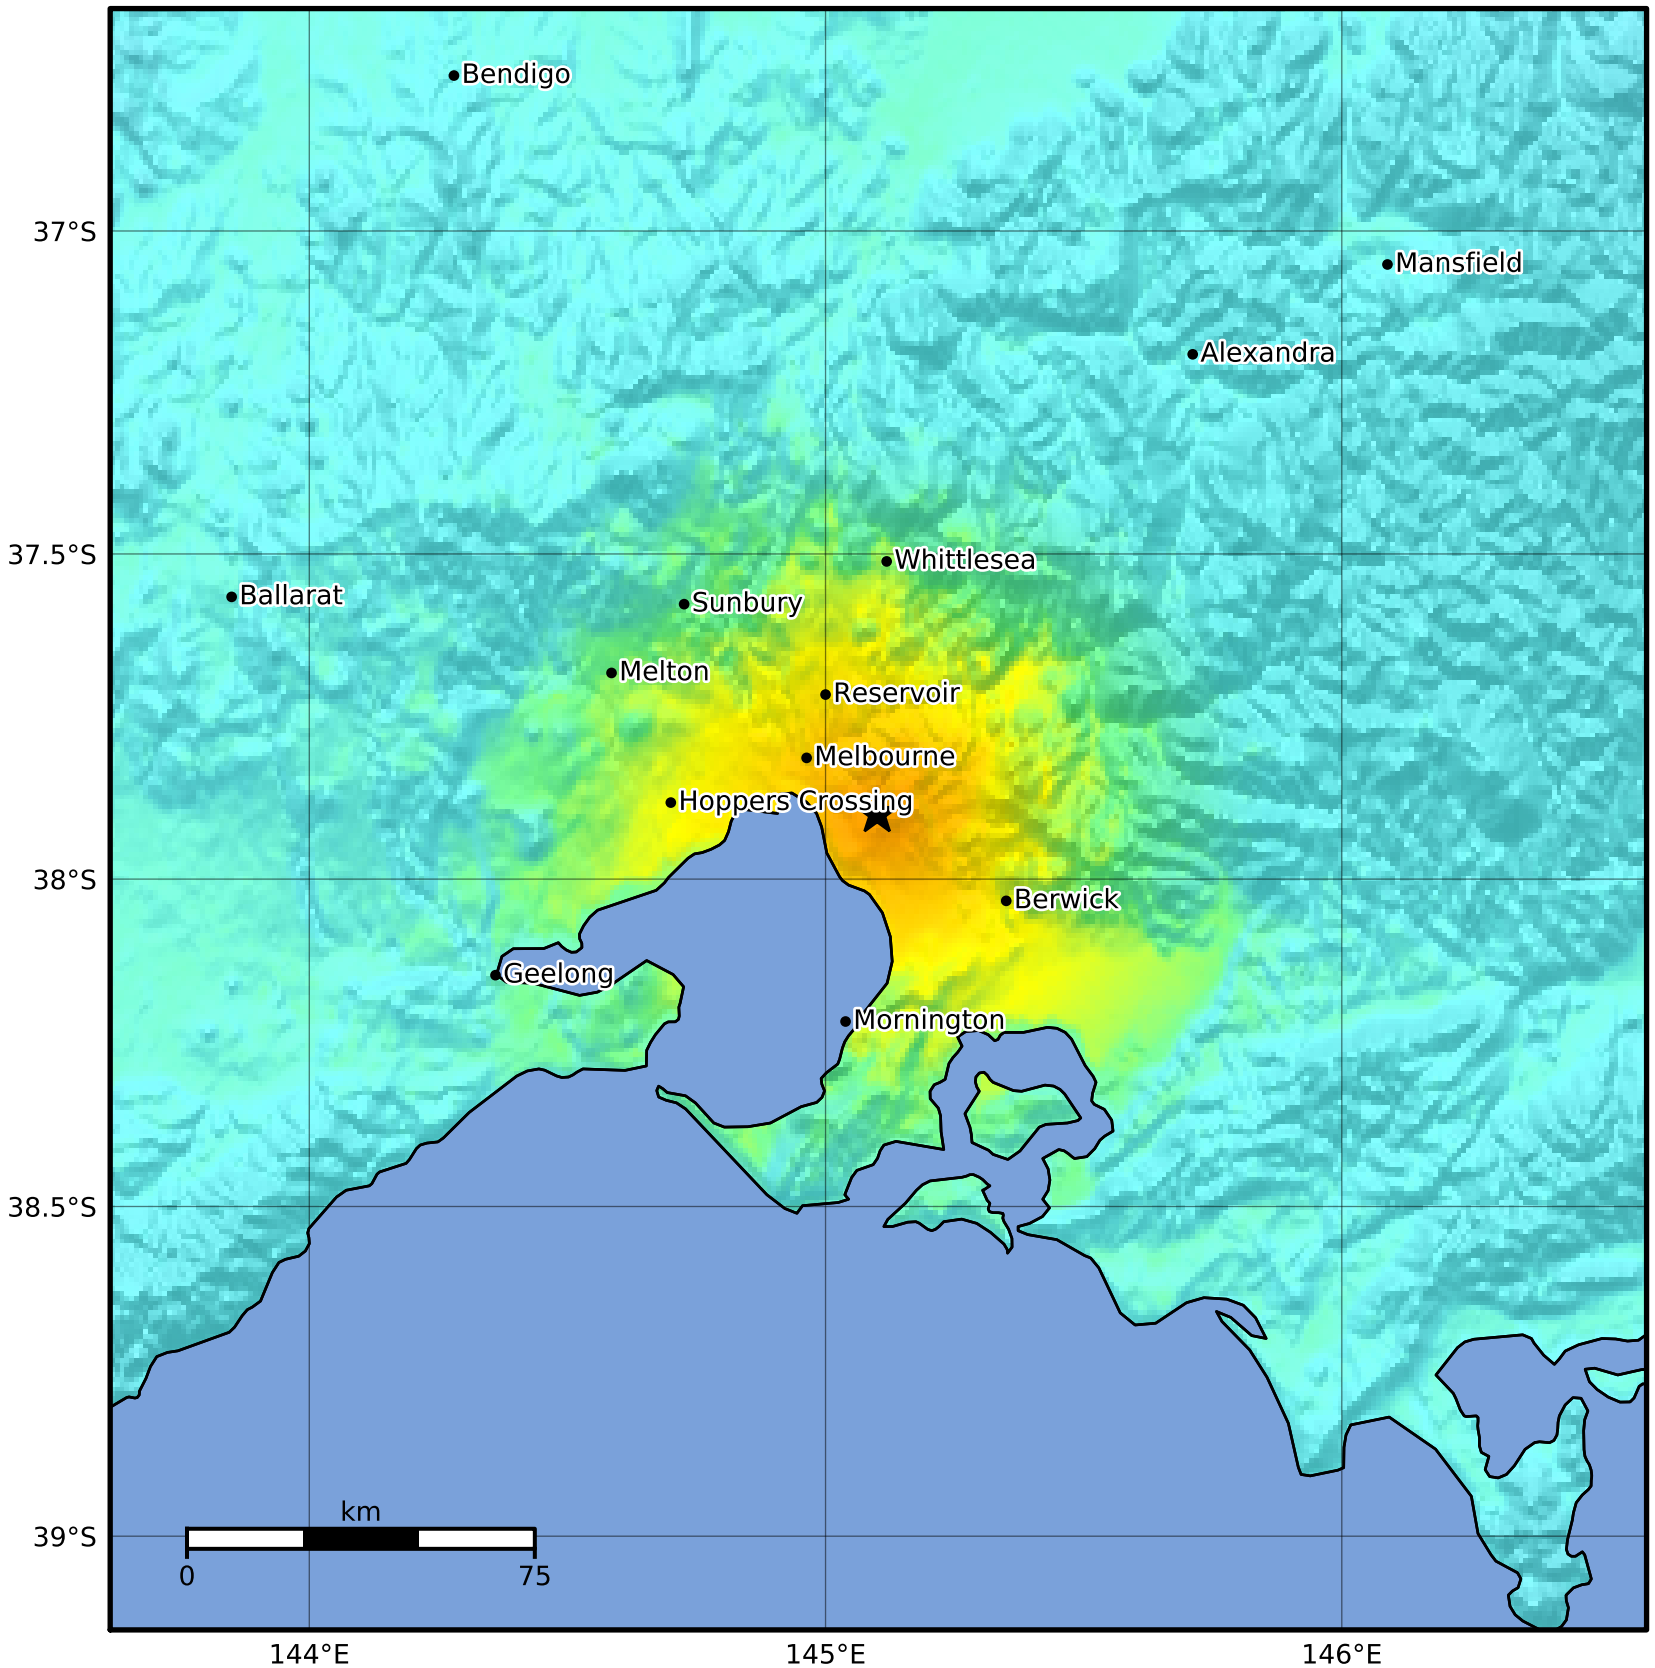 Bendigo
37°S
Mansfield
Alexandra
37.5°S
Whittlesea
Ballarat
Sunbury
Melton
Reservoir
Melbourne
Hoppers Crossing
38°S
Berwick
Geelong
Mornington
38.5°S
km
39°S
0 75
144°E 145°E 146°E